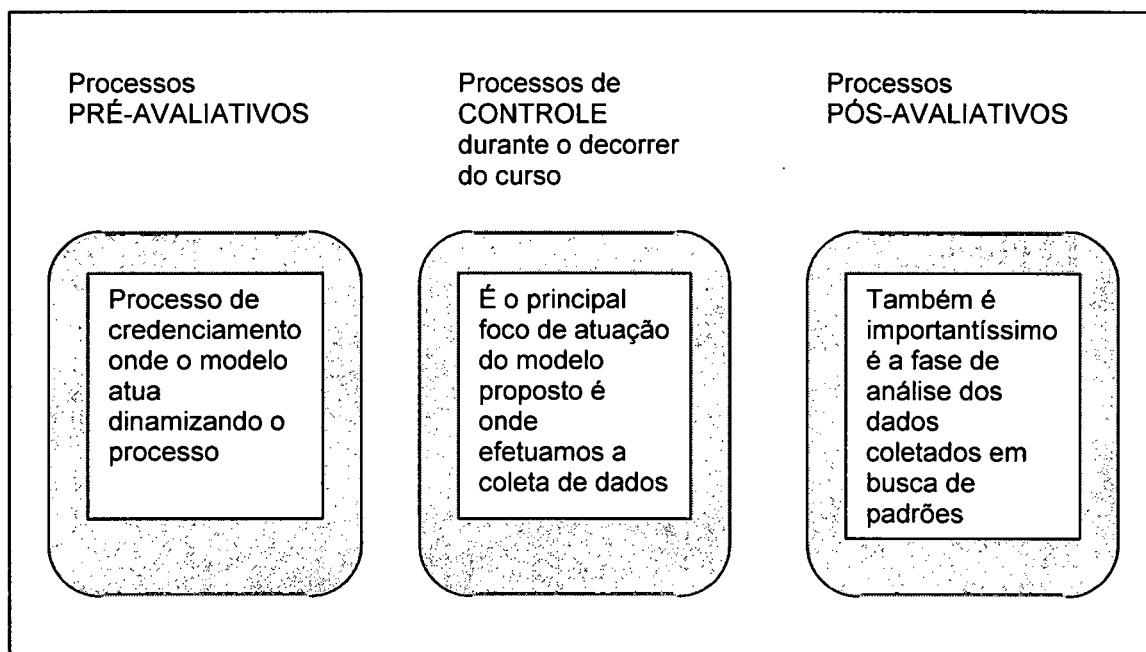 Processos
PRÉ-AVALIATIVOS
Processos de
CONTROLE
durante o decorrer
do curso
Processos
PÓS-AVALIATIVOS
Processo de
credenciamento
onde o modelo
atua
dinamizando o
processo
É o principal
foco de atuação
do modelo
proposto é
onde
efetuamos a
coleta de dados
Também é
importantíssimo
é a fase de
análise dos
dados
coletados em
busca de
padrões